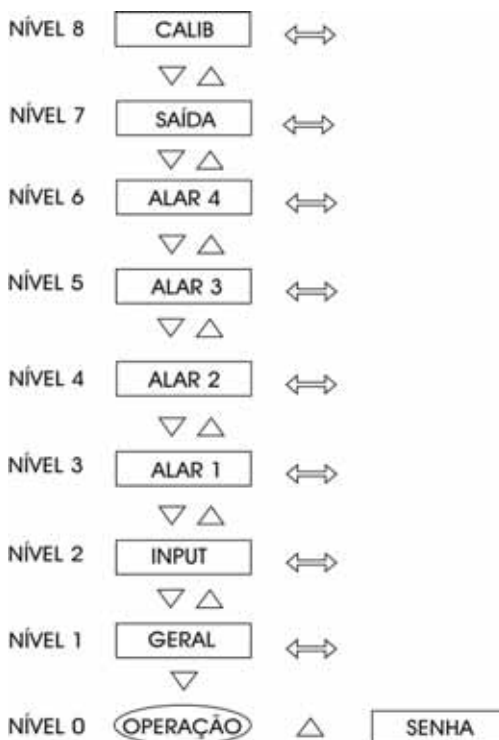 NÍVEL 8 CALIB
NÍVEL 7 SAÍDA
NÍVEL 6 ALAR 4
NÍVEL 5 ALAR 3
NÍVEL 4 ALAR 2
NÍVEL 3 ALAR 1
NÍVEL 2 INPUT
NÍVEL 1 GERAL
NÍVEL 0 OPERAÇÃO SENHA